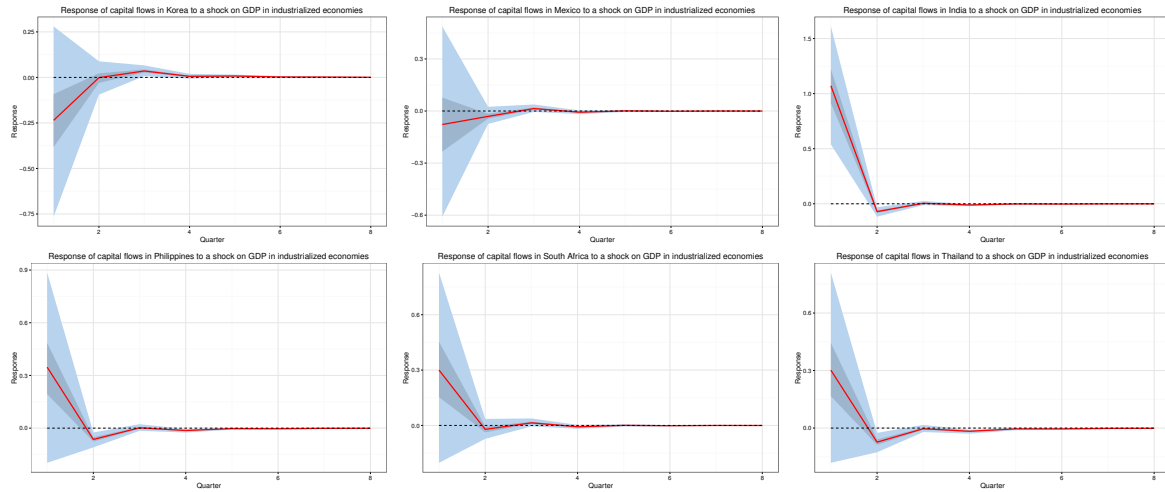 Response of capital flows in Korea to a shock on GDP in industrialized economies
0.25
0.00
−0.25
−0.50
−0.75
Response
2
4
6
8
Quarter
Response of capital flows in Mexico to a shock on GDP in industrialized economies
0.3
0.0
−0.3
−0.6
Response
2
4
6
8
Quarter
Response of capital flows in India to a shock on GDP in industrialized economies
1.5
1.0
0.5
0.0
Response
2
4
6
8
Quarter
Response of capital flows in Philippines to a shock on GDP in industrialized economies
0.9
0.6
0.3
0.0
Response
2
4
6
8
Quarter
Response of capital flows in South Africa to a shock on GDP in industrialized economies
0.6
0.3
0.0
Response
2
4
6
8
Quarter
Response of capital flows in Thailand to a shock on GDP in industrialized economies
0.6
0.3
0.0
Response
2
4
6
8
Quarter